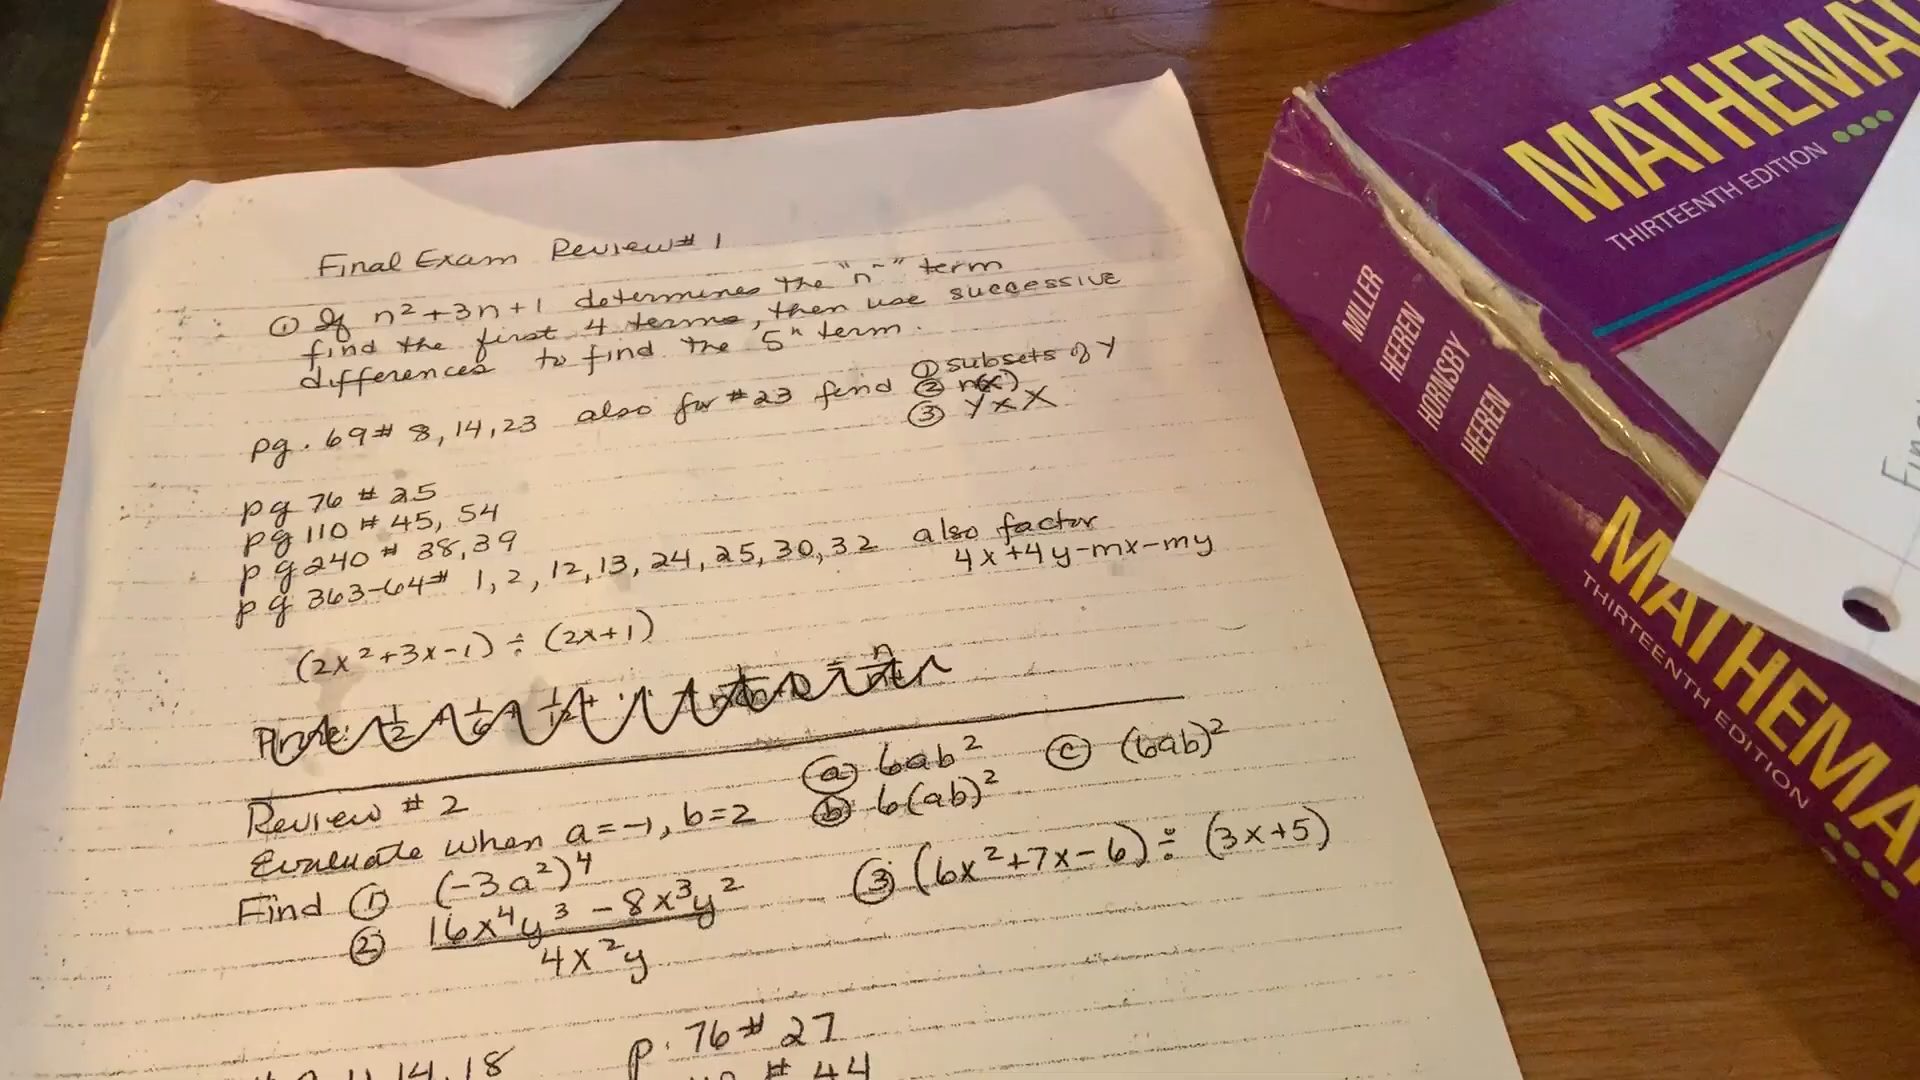 Final Exam Review # 1
① If n² + 3n + 1 determines the "n" term
find the first 4 terms, then use successive
differences to find the 5ᵗʰ term.
pg. 69# 8, 14, 23 also for #23 find ① subsets of Y
② n(x)
③ Y x X
pg 76 # 25
pg 110 # 45, 54
pg 240 # 38, 39
pg 363-64# 1, 2, 12, 13, 24, 25, 30, 32 also factor
4x + 4y - mx - my
(2x² + 3x - 1) ÷ (2x + 1)
Review # 2
Evaluate when a = -1, b = 2 ⓐ 6ab² ⓒ (6ab)²
ⓑ 6(ab)²
Find ① (-3a²)⁴ ③ (6x² + 7x - 6) ÷ (3x + 5)
② 16x⁴y³ - 8x³y²
4x²y
p. 76 # 27
14, 18
# 44
MATHEMAT
THIRTEENTH EDITION
MILLER
HEEREN
HORNSBY
HEEREN
MATHEMA
THIRTEENTH EDITION